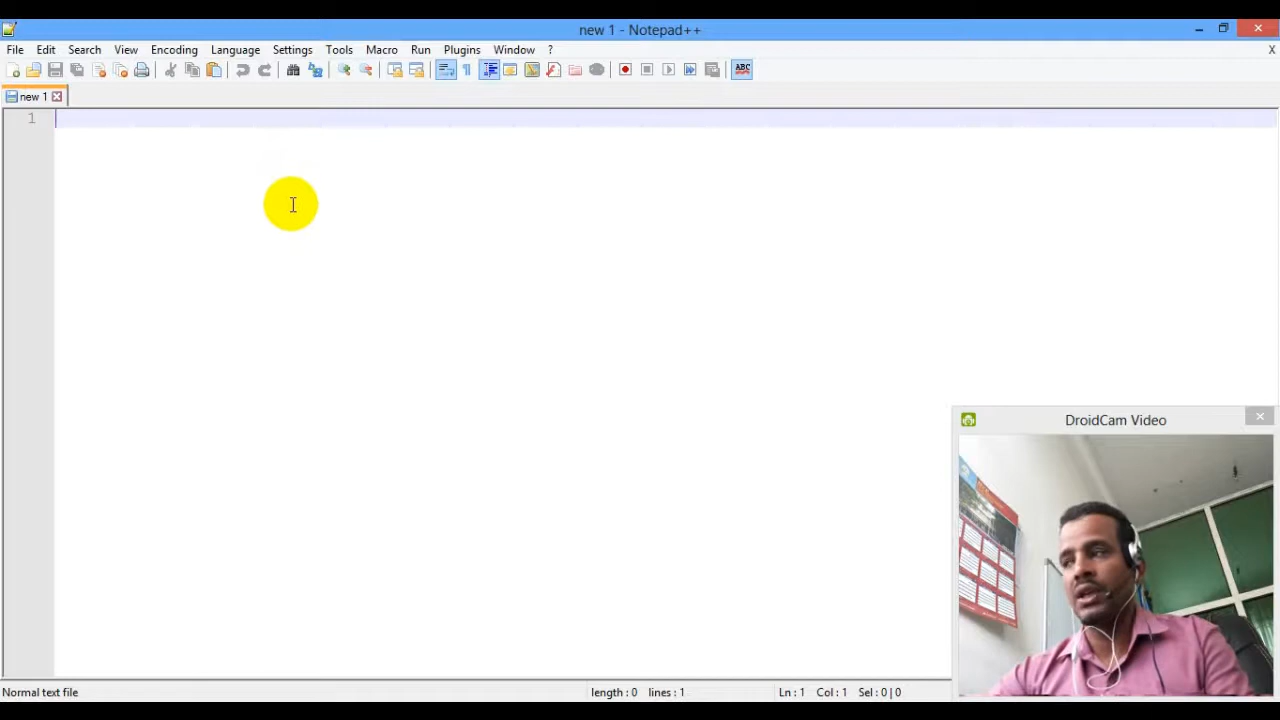 new 1 - Notepad++
File Edit Search View Encoding Language Settings Tools Macro Run Plugins Window ? X
ABC
new 1
1
DroidCam Video
Normal text file length : 0 lines : 1 Ln : 1 Col : 1 Sel : 0 | 0